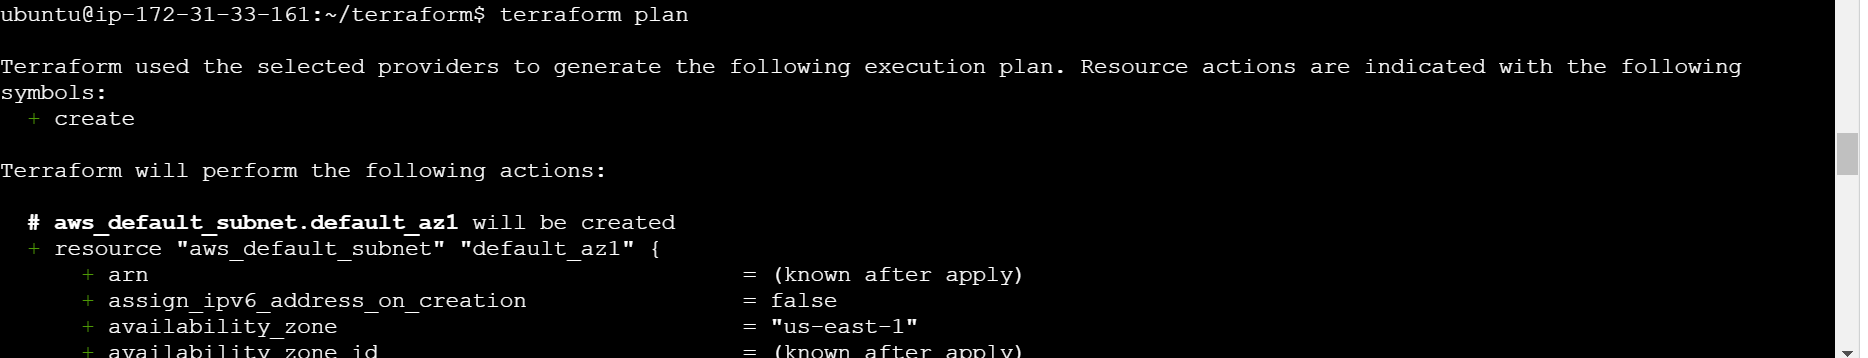 ubuntu@ip-172-31-33-161:~/terraform$ terraform plan
Terraform used the selected providers to generate the following execution plan. Resource actions are indicated with the following
symbols:
+ create
Terraform will perform the following actions:
# aws_default_subnet.default_az1 will be created
+ resource "aws_default_subnet" "default_az1" {
+ arn = (known after apply)
+ assign_ipv6_address_on_creation = false
+ availability_zone = "us-east-1"
+ availability_zone_id = (known after apply)